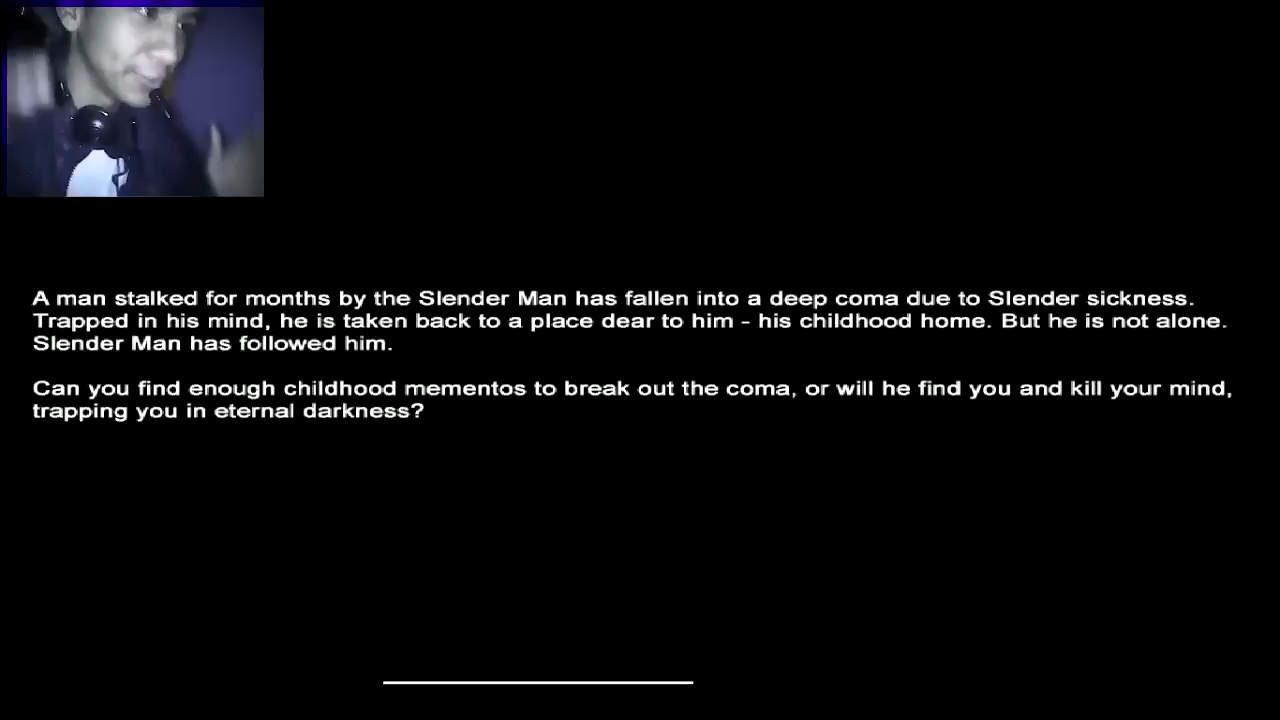 A man stalked for months by the Slender Man has fallen into a deep coma due to Slender sickness.
Trapped in his mind, he is taken back to a place dear to him - his childhood home. But he is not alone.
Slender Man has followed him.
Can you find enough childhood mementos to break out the coma, or will he find you and kill your mind,
trapping you in eternal darkness?